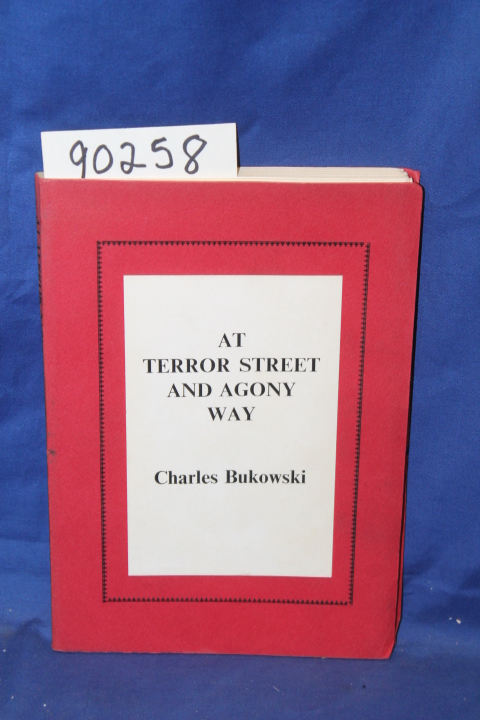 90258
AT
TERROR STREET
AND AGONY
WAY
Charles Bukowski